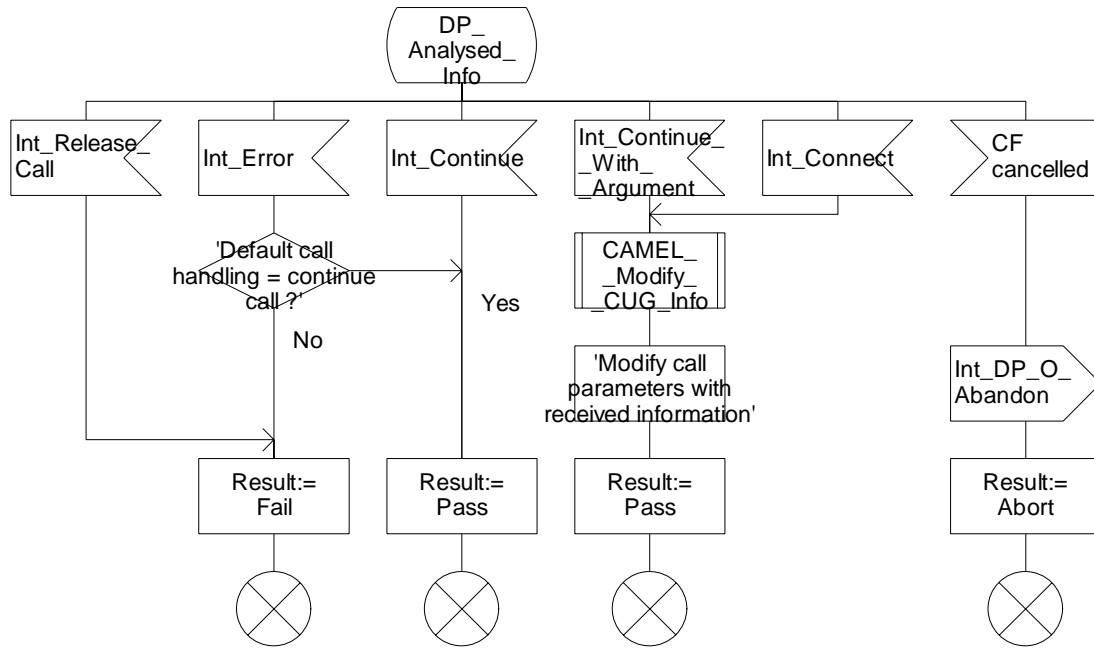 DP_
Analysed_
Info
Int_Release_
Call
Int_Error
Int_Continue
Int_Continue_
_With_
_Argument
Int_Connect
CF
cancelled
'Default call
handling = continue
call ?'
Yes
No
CAMEL_
_Modify_
_CUG_Info
'Modify call
parameters with
received information'
Int_DP_O_
Abandon
Result:=
Fail
Result:=
Pass
Result:=
Pass
Result:=
Abort